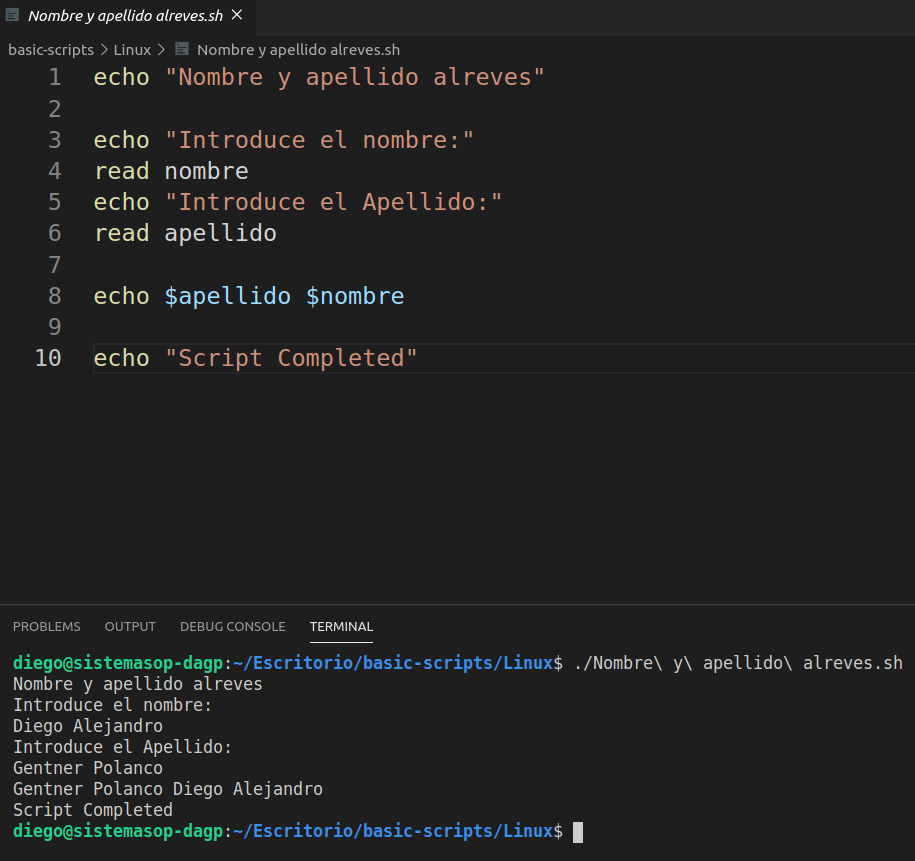 Nombre y apellido alreves.sh
basic-scripts > Linux > Nombre y apellido alreves.sh
1 echo "Nombre y apellido alreves"
2
3 echo "Introduce el nombre:"
4 read nombre
5 echo "Introduce el Apellido:"
6 read apellido
7
8 echo $apellido $nombre
9
10 echo "Script Completed"
PROBLEMS OUTPUT DEBUG CONSOLE TERMINAL
diego@sistemasop-dagp:~/Escritorio/basic-scripts/Linux$ ./Nombre\ y\ apellido\ alreves.sh
Nombre y apellido alreves
Introduce el nombre:
Diego Alejandro
Introduce el Apellido:
Gentner Polanco
Gentner Polanco Diego Alejandro
Script Completed
diego@sistemasop-dagp:~/Escritorio/basic-scripts/Linux$